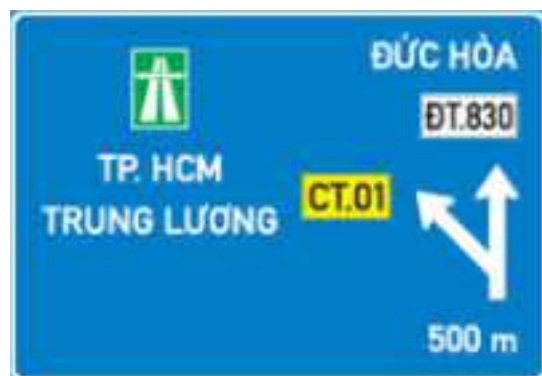 ĐỨC HÒA
ĐT.830
TP. HCM
TRUNG LƯƠNG
CT.01
500 m